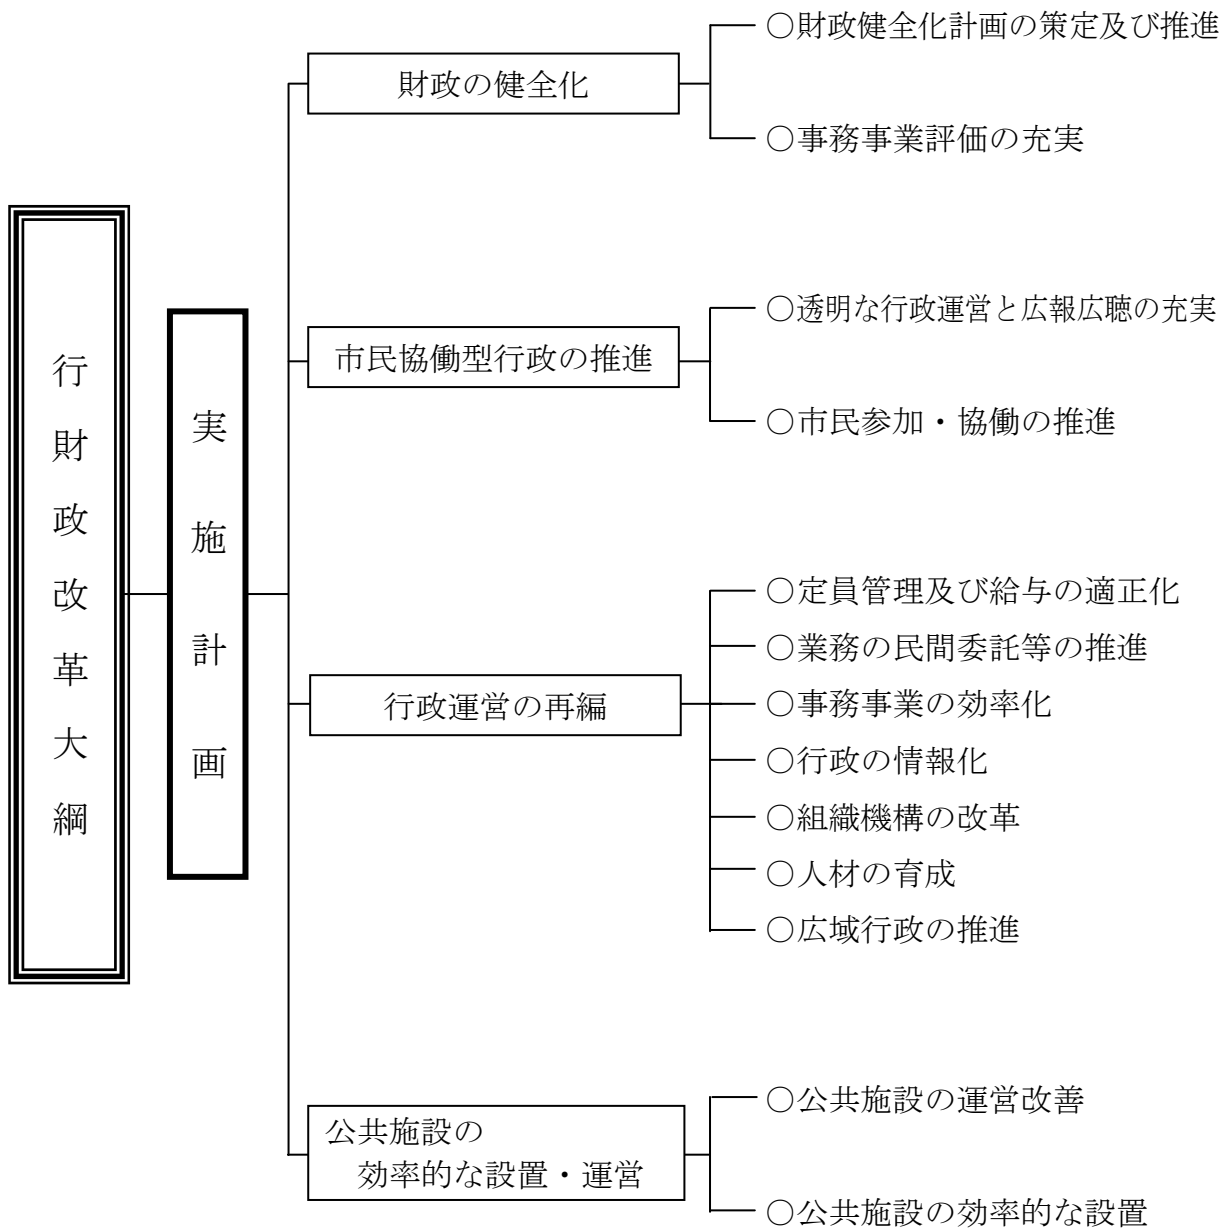 行財政改革大綱
実施計画
財政の健全化
○財政健全化計画の策定及び推進
○事務事業評価の充実
市民協働型行政の推進
○透明な行政運営と広報広聴の充実
○市民参加・協働の推進
行政運営の再編
○定員管理及び給与の適正化
○業務の民間委託等の推進
○事務事業の効率化
○行政の情報化
○組織機構の改革
○人材の育成
○広域行政の推進
公共施設の
効率的な設置・運営
○公共施設の運営改善
○公共施設の効率的な設置